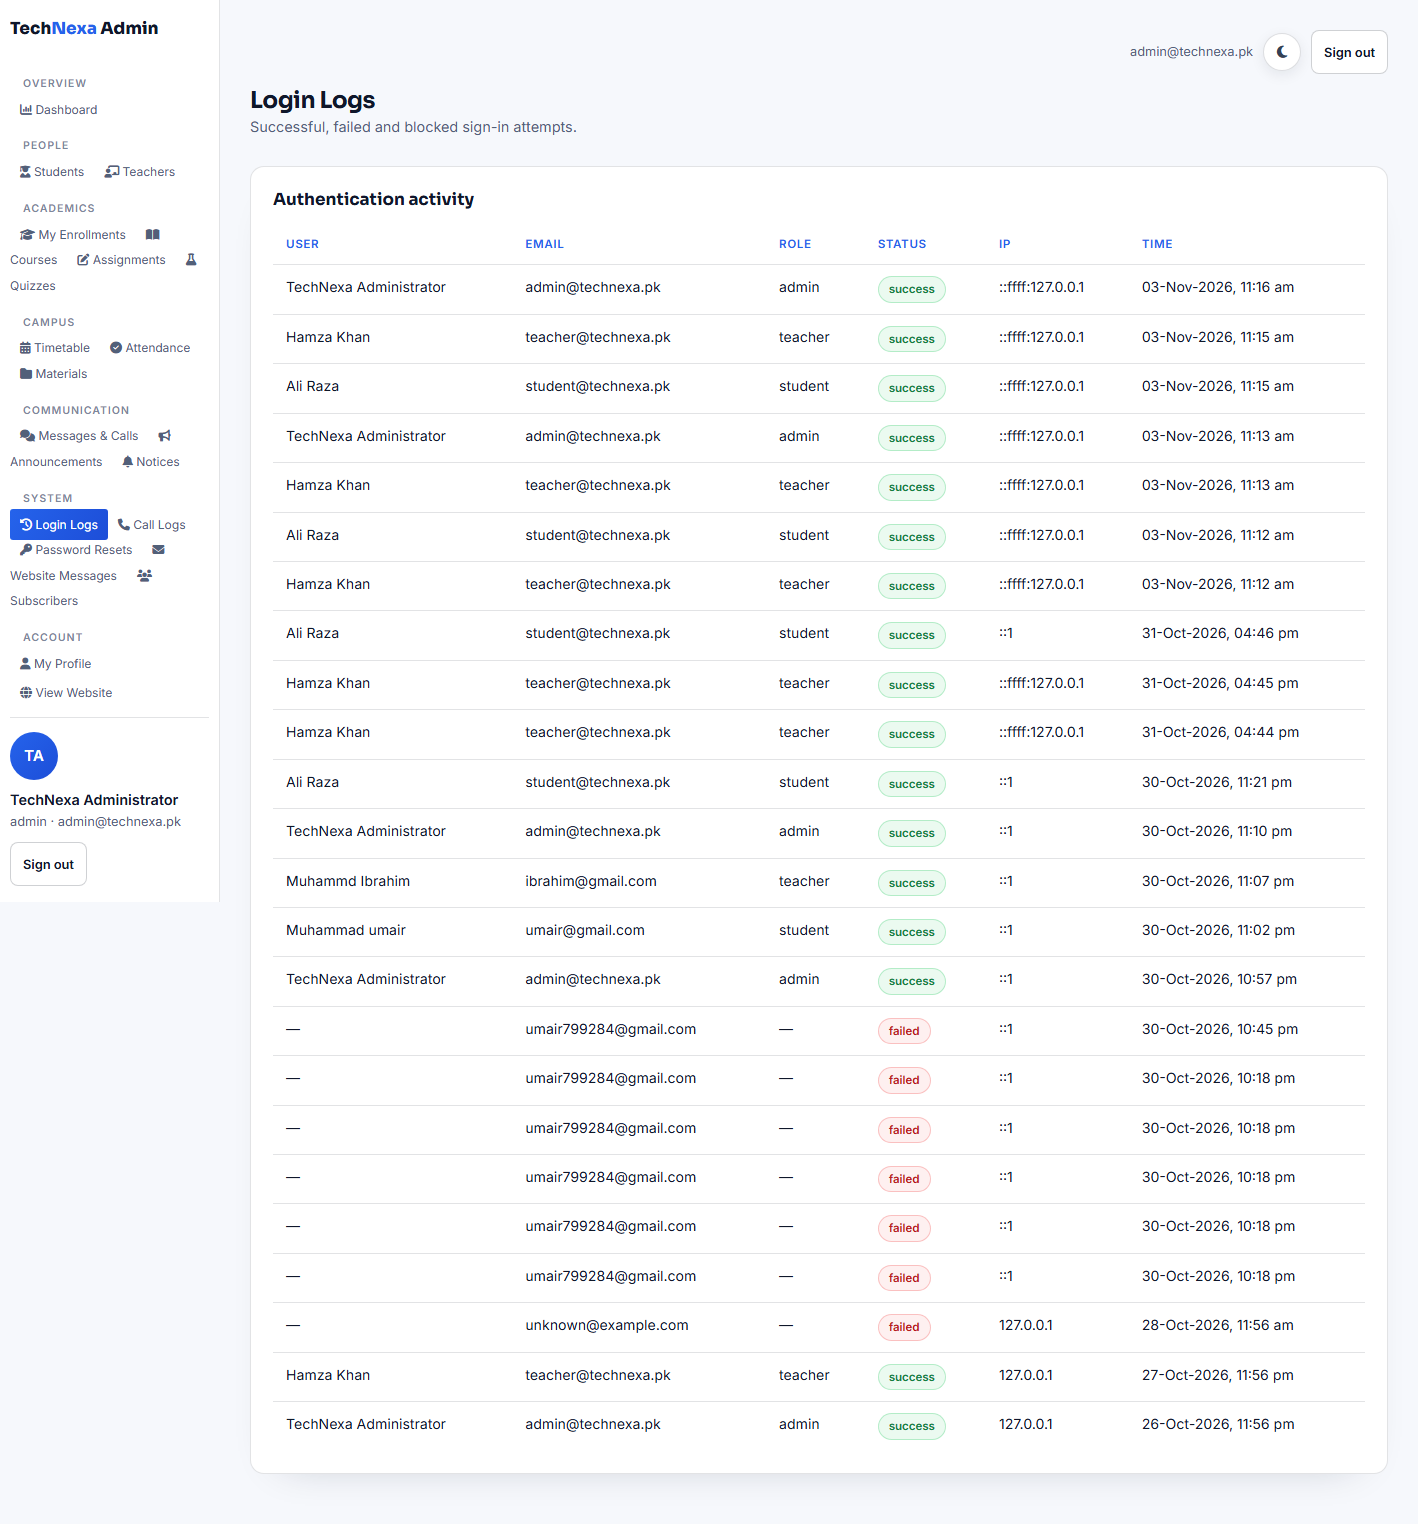 TechNexa Admin
OVERVIEW
Dashboard
PEOPLE
Students Teachers
ACADEMICS
My Enrollments
Courses Assignments
Quizzes
CAMPUS
Timetable Attendance
Materials
COMMUNICATION
Messages & Calls
Announcements Notices
SYSTEM
Login Logs Call Logs
Password Resets
Website Messages
Subscribers
ACCOUNT
My Profile
View Website
TA
TechNexa Administrator
admin · admin@technexa.pk
Sign out
admin@technexa.pk Sign out
Login Logs
Successful, failed and blocked sign-in attempts.
Authentication activity
USER EMAIL ROLE STATUS IP TIME
TechNexa Administrator admin@technexa.pk admin success ::ffff:127.0.0.1 03-Nov-2026, 11:16 am
Hamza Khan teacher@technexa.pk teacher success ::ffff:127.0.0.1 03-Nov-2026, 11:15 am
Ali Raza student@technexa.pk student success ::ffff:127.0.0.1 03-Nov-2026, 11:15 am
TechNexa Administrator admin@technexa.pk admin success ::ffff:127.0.0.1 03-Nov-2026, 11:13 am
Hamza Khan teacher@technexa.pk teacher success ::ffff:127.0.0.1 03-Nov-2026, 11:13 am
Ali Raza student@technexa.pk student success ::ffff:127.0.0.1 03-Nov-2026, 11:12 am
Hamza Khan teacher@technexa.pk teacher success ::ffff:127.0.0.1 03-Nov-2026, 11:12 am
Ali Raza student@technexa.pk student success ::1 31-Oct-2026, 04:46 pm
Hamza Khan teacher@technexa.pk teacher success ::ffff:127.0.0.1 31-Oct-2026, 04:45 pm
Hamza Khan teacher@technexa.pk teacher success ::ffff:127.0.0.1 31-Oct-2026, 04:44 pm
Ali Raza student@technexa.pk student success ::1 30-Oct-2026, 11:21 pm
TechNexa Administrator admin@technexa.pk admin success ::1 30-Oct-2026, 11:10 pm
Muhammd Ibrahim ibrahim@gmail.com teacher success ::1 30-Oct-2026, 11:07 pm
Muhammad umair umair@gmail.com student success ::1 30-Oct-2026, 11:02 pm
TechNexa Administrator admin@technexa.pk admin success ::1 30-Oct-2026, 10:57 pm
— umair799284@gmail.com — failed ::1 30-Oct-2026, 10:45 pm
— umair799284@gmail.com — failed ::1 30-Oct-2026, 10:18 pm
— umair799284@gmail.com — failed ::1 30-Oct-2026, 10:18 pm
— umair799284@gmail.com — failed ::1 30-Oct-2026, 10:18 pm
— umair799284@gmail.com — failed ::1 30-Oct-2026, 10:18 pm
— umair799284@gmail.com — failed ::1 30-Oct-2026, 10:18 pm
— unknown@example.com — failed 127.0.0.1 28-Oct-2026, 11:56 am
Hamza Khan teacher@technexa.pk teacher success 127.0.0.1 27-Oct-2026, 11:56 pm
TechNexa Administrator admin@technexa.pk admin success 127.0.0.1 26-Oct-2026, 11:56 pm